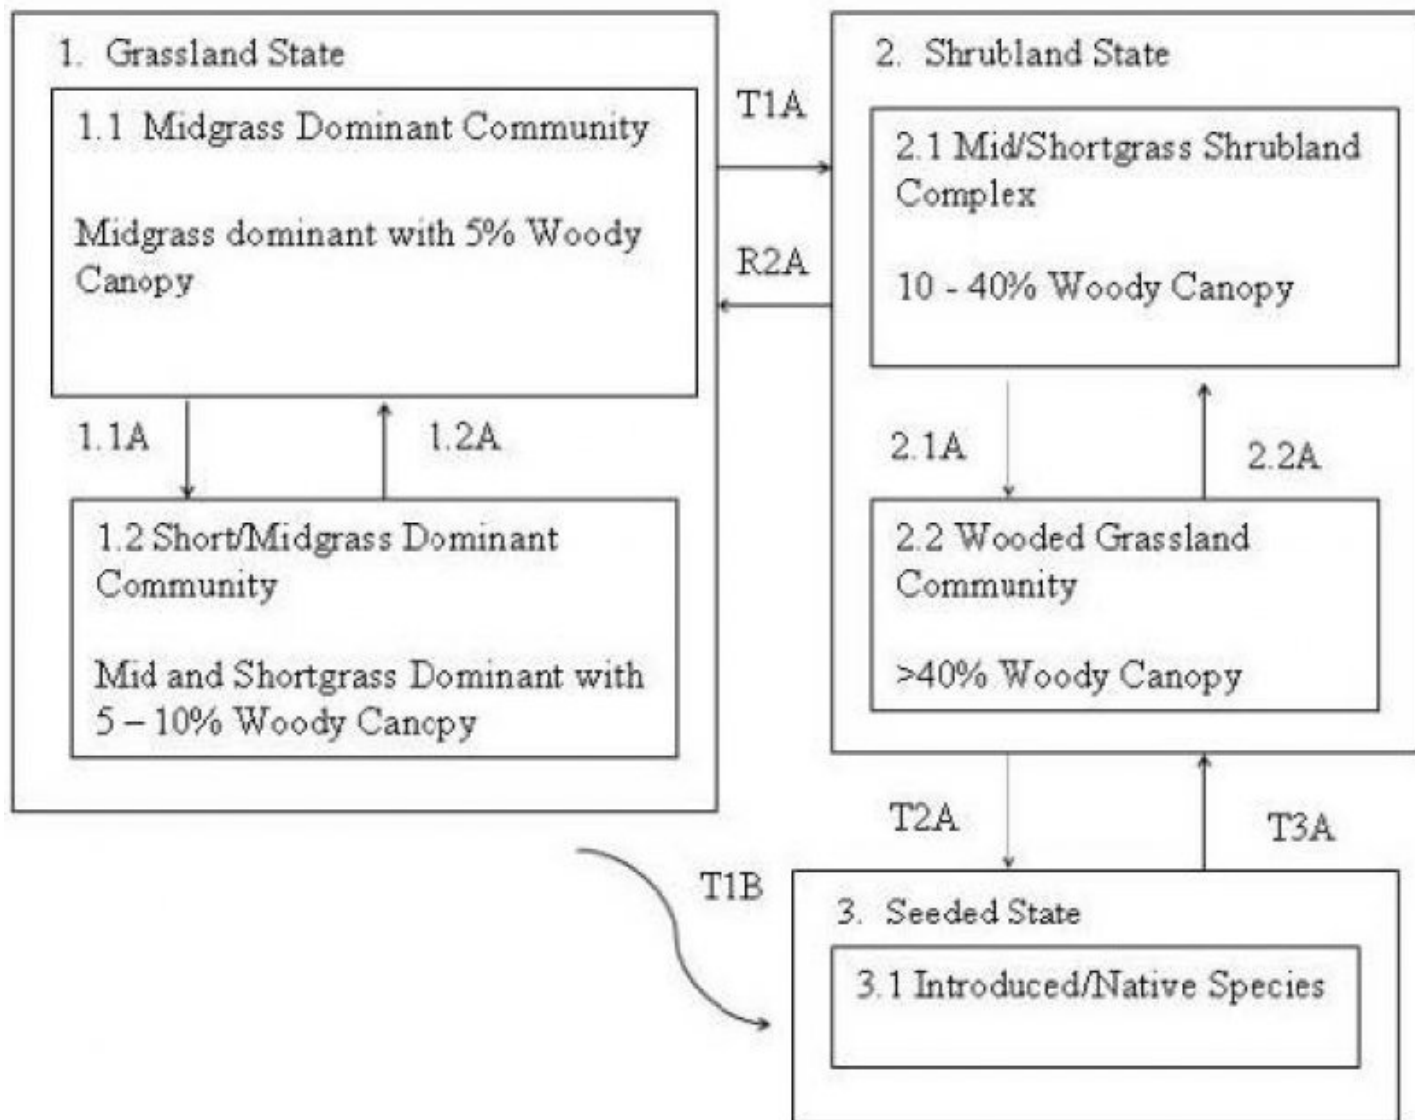 1. Grassland State
1.1 Midgrass Dominant Community
Midgrass dominant with 5% Woody
Canopy
1.1A
1.2A
1.2 Short/Midgrass Dominant
Community
Mid and Shortgrass Dominant with
5 – 10% Woody Canopy
T1A
R2A
2. Shrubland State
2.1 Mid/Shortgrass Shrubland
Complex
10 - 40% Woody Canopy
2.1A
2.2A
2.2 Wooded Grassland
Community
>40% Woody Canopy
T2A
T3A
T1B
3. Seeded State
3.1 Introduced/Native Species